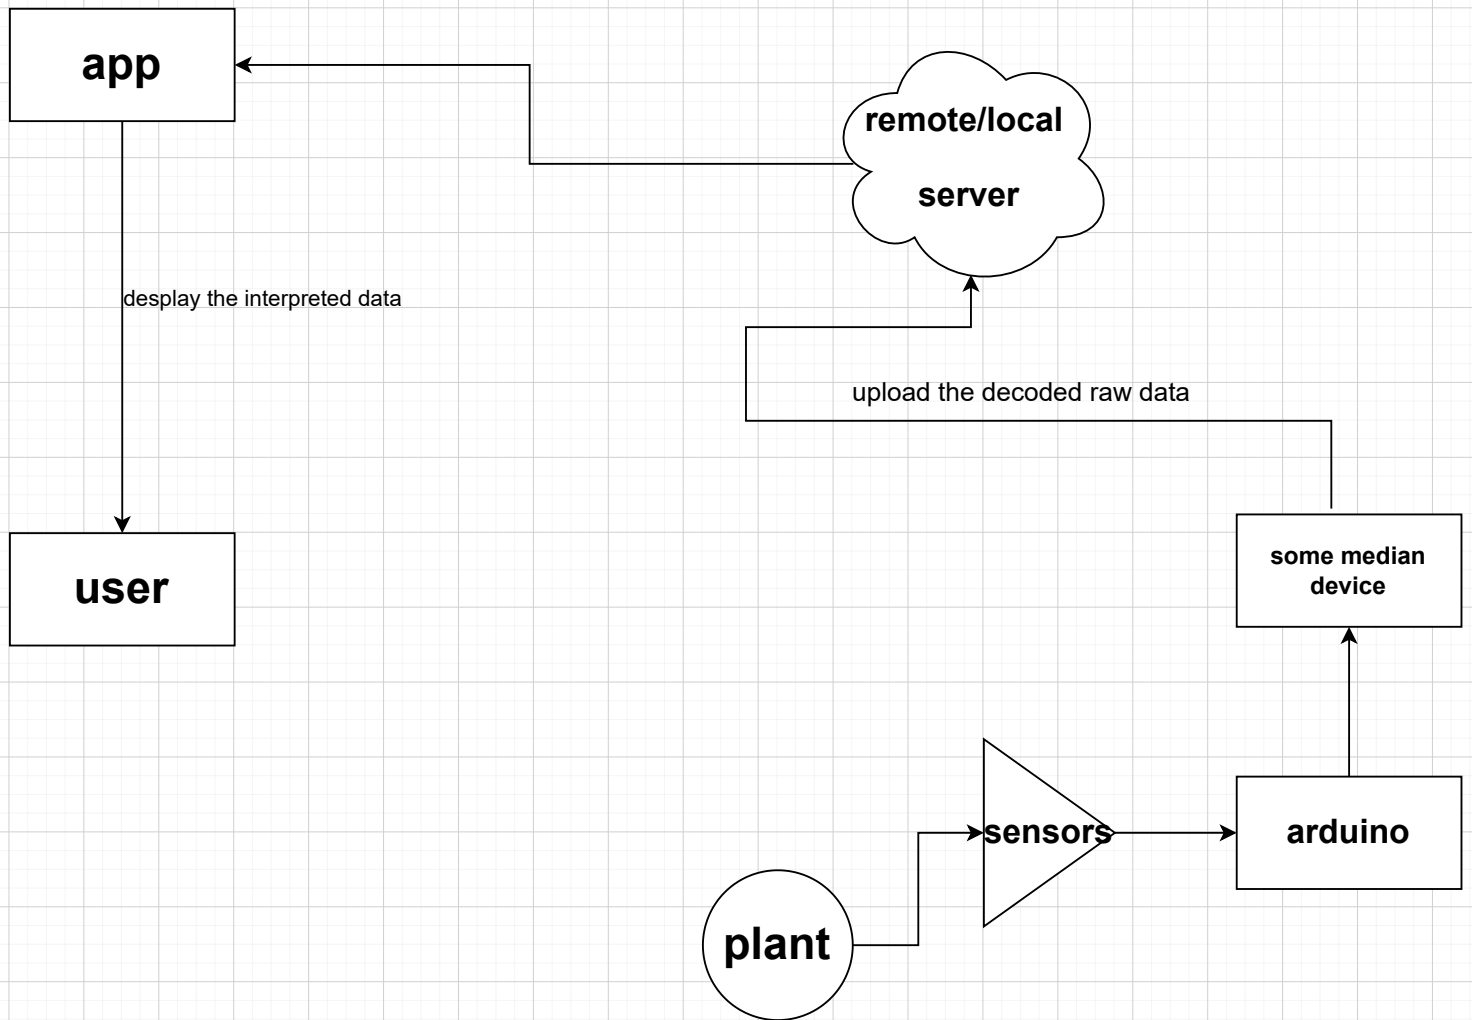 app
remote/local
server
desplay the interpreted data
upload the decoded raw data
some median
device
user
sensors
arduino
plant